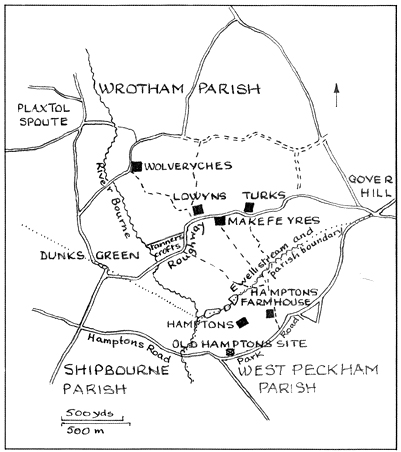 WROTHAM PARISH
PLAXTOL
SPOUTE
WOLVERYCHES
River Bourne
GOVER
HILL
LOWYNS
TURKS
MAKEFEYRES
Tanners
crofts
Roughway
DUNKS GREEN
Ewell stream and
parish boundary
HAMPTONS
FARMHOUSE
HAMPTONS
Hamptons Road
OLD HAMPTONS SITE
Park Road
SHIPBOURNE
PARISH
WEST PECKHAM
PARISH
500 yds
500 m